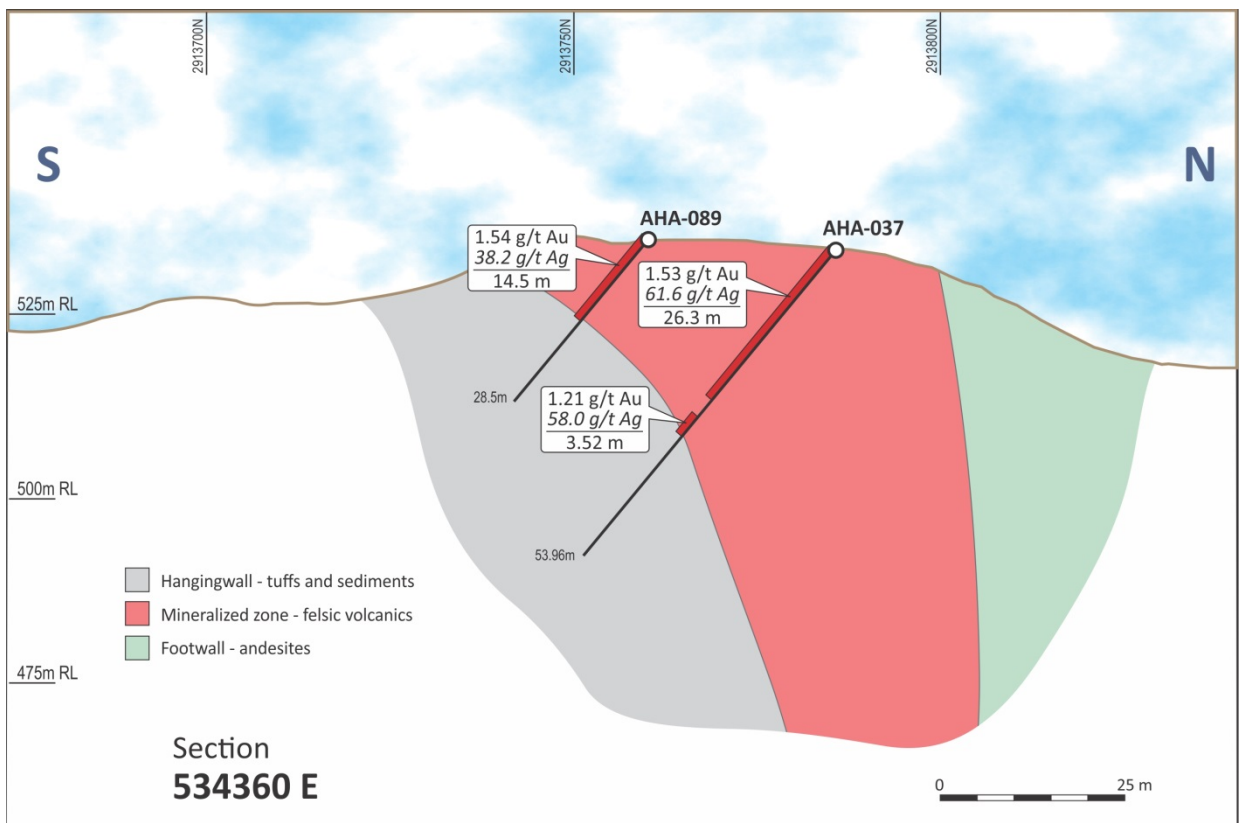 2913700N
2913750N
2913800N
S
N
AHA-089
AHA-037
1.54 g/t Au
38.2 g/t Ag
14.5 m
1.53 g/t Au
61.6 g/t Ag
26.3 m
525m RL
28.5m
1.21 g/t Au
58.0 g/t Ag
3.52 m
500m RL
53.96m
Hangingwall - tuffs and sediments
Mineralized zone - felsic volcanics
Footwall - andesites
475m RL
Section
534360 E
0
25 m